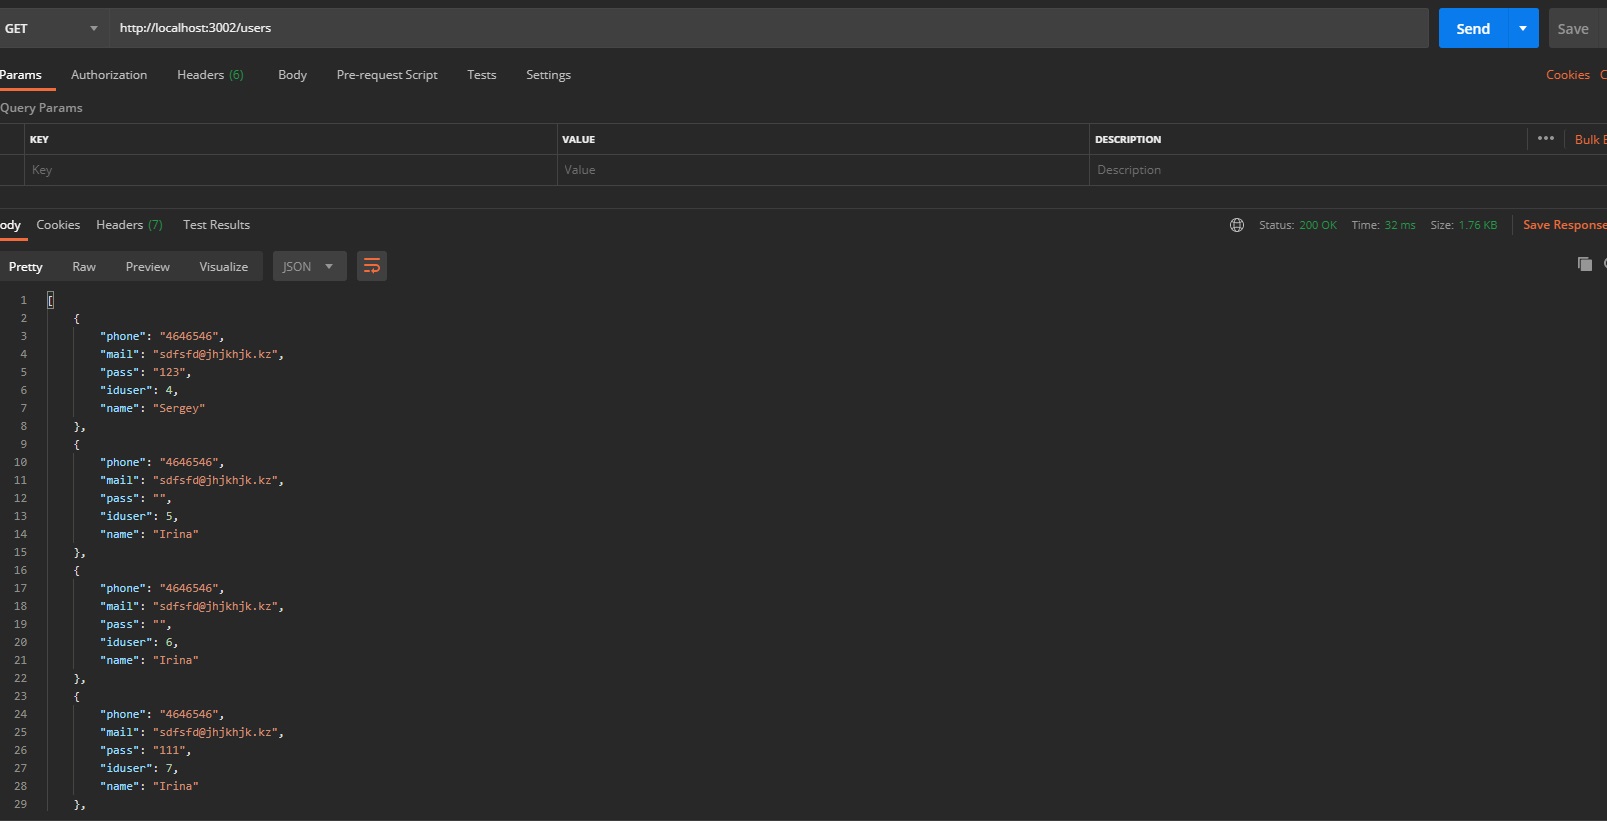 GET http://localhost:3002/users Send Save
Params Authorization Headers (6) Body Pre-request Script Tests Settings Cookies
Query Params
KEY VALUE DESCRIPTION ••• Bulk
Key Value Description
ody Cookies Headers (7) Test Results Status: 200 OK Time: 32 ms Size: 1.76 KB Save Response
Pretty Raw Preview Visualize JSON
1 [
2 {
3 "phone": "4646546",
4 "mail": "sdfsfd@jhjkhjk.kz",
5 "pass": "123",
6 "iduser": 4,
7 "name": "Sergey"
8 },
9 {
10 "phone": "4646546",
11 "mail": "sdfsfd@jhjkhjk.kz",
12 "pass": "",
13 "iduser": 5,
14 "name": "Irina"
15 },
16 {
17 "phone": "4646546",
18 "mail": "sdfsfd@jhjkhjk.kz",
19 "pass": "",
20 "iduser": 6,
21 "name": "Irina"
22 },
23 {
24 "phone": "4646546",
25 "mail": "sdfsfd@jhjkhjk.kz",
26 "pass": "111",
27 "iduser": 7,
28 "name": "Irina"
29 },